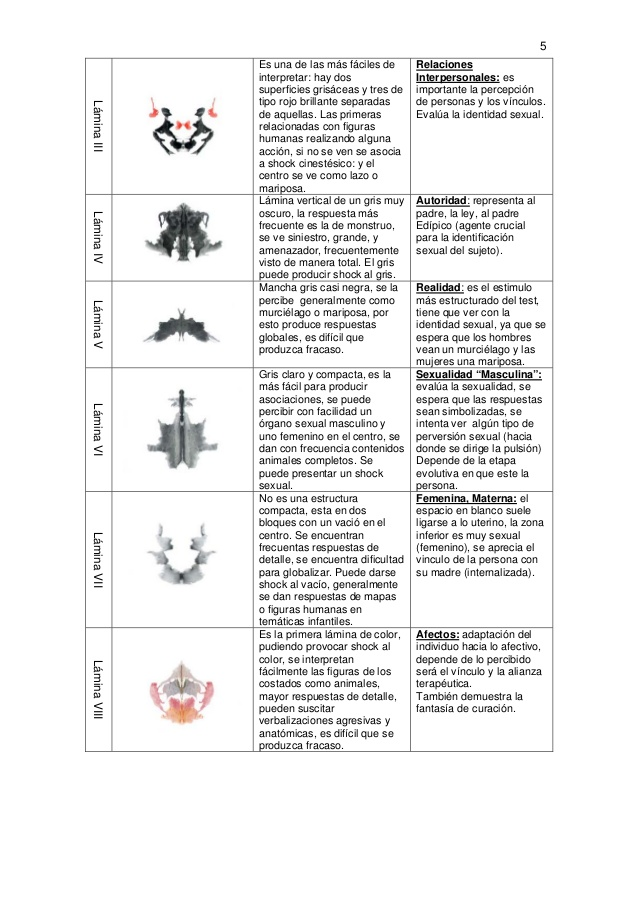 5
Lámina III
Es una de las más fáciles de
interpretar: hay dos
superficies grisáceas y tres de
tipo rojo brillante separadas
de aquellas. Las primeras
relacionadas con figuras
humanas realizando alguna
acción, si no se ven se asocia
a shock cinestésico: y el
centro se ve como lazo o
mariposa.
Relaciones
Interpersonales: es
importante la percepción
de personas y los vínculos.
Evalúa la identidad sexual.
Lámina IV
Lámina vertical de un gris muy
oscuro, la respuesta más
frecuente es la de monstruo,
se ve siniestro, grande, y
amenazador, frecuentemente
visto de manera total. El gris
puede producir shock al gris.
Autoridad: representa al
padre, la ley, al padre
Edípico (agente crucial
para la identificación
sexual del sujeto).
Lámina V
Mancha gris casi negra, se la
percibe generalmente como
murciélago o mariposa, por
esto produce respuestas
globales, es difícil que
produzca fracaso.
Realidad: es el estimulo
más estructurado del test,
tiene que ver con la
identidad sexual, ya que se
espera que los hombres
vean un murciélago y las
mujeres una mariposa.
Lámina VI
Gris claro y compacta, es la
más fácil para producir
asociaciones, se puede
percibir con facilidad un
órgano sexual masculino y
uno femenino en el centro, se
dan con frecuencia contenidos
animales completos. Se
puede presentar un shock
sexual.
Sexualidad “Masculina”:
evalúa la sexualidad, se
espera que las respuestas
sean simbolizadas, se
intenta ver algún tipo de
perversión sexual (hacia
donde se dirige la pulsión)
Depende de la etapa
evolutiva en que este la
persona.
Lámina VII
No es una estructura
compacta, esta en dos
bloques con un vació en el
centro. Se encuentran
frecuentas respuestas de
detalle, se encuentra dificultad
para globalizar. Puede darse
shock al vacío, generalmente
se dan respuestas de mapas
o figuras humanas en
temáticas infantiles.
Femenina, Materna: el
espacio en blanco suele
ligarse a lo uterino, la zona
inferior es muy sexual
(femenino), se aprecia el
vinculo de la persona con
su madre (internalizada).
Lámina VIII
Es la primera lámina de color,
pudiendo provocar shock al
color, se interpretan
fácilmente las figuras de los
costados como animales,
mayor respuestas de detalle,
pueden suscitar
verbalizaciones agresivas y
anatómicas, es difícil que se
produzca fracaso.
Afectos: adaptación del
individuo hacia lo afectivo,
depende de lo percibido
será el vínculo y la alianza
terapéutica.
También demuestra la
fantasía de curación.